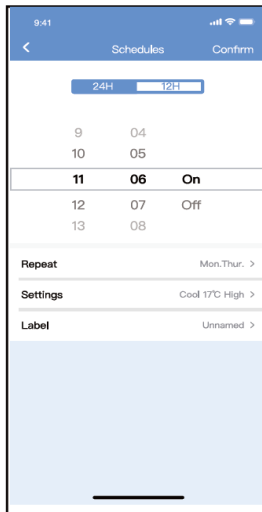 9:41
Schedules Confirm
24H 12H
9 04
10 05
11 06 On
12 07 Off
13 08
Repeat Mon.Thur. >
Settings Cool 17℃ High >
Label Unnamed >